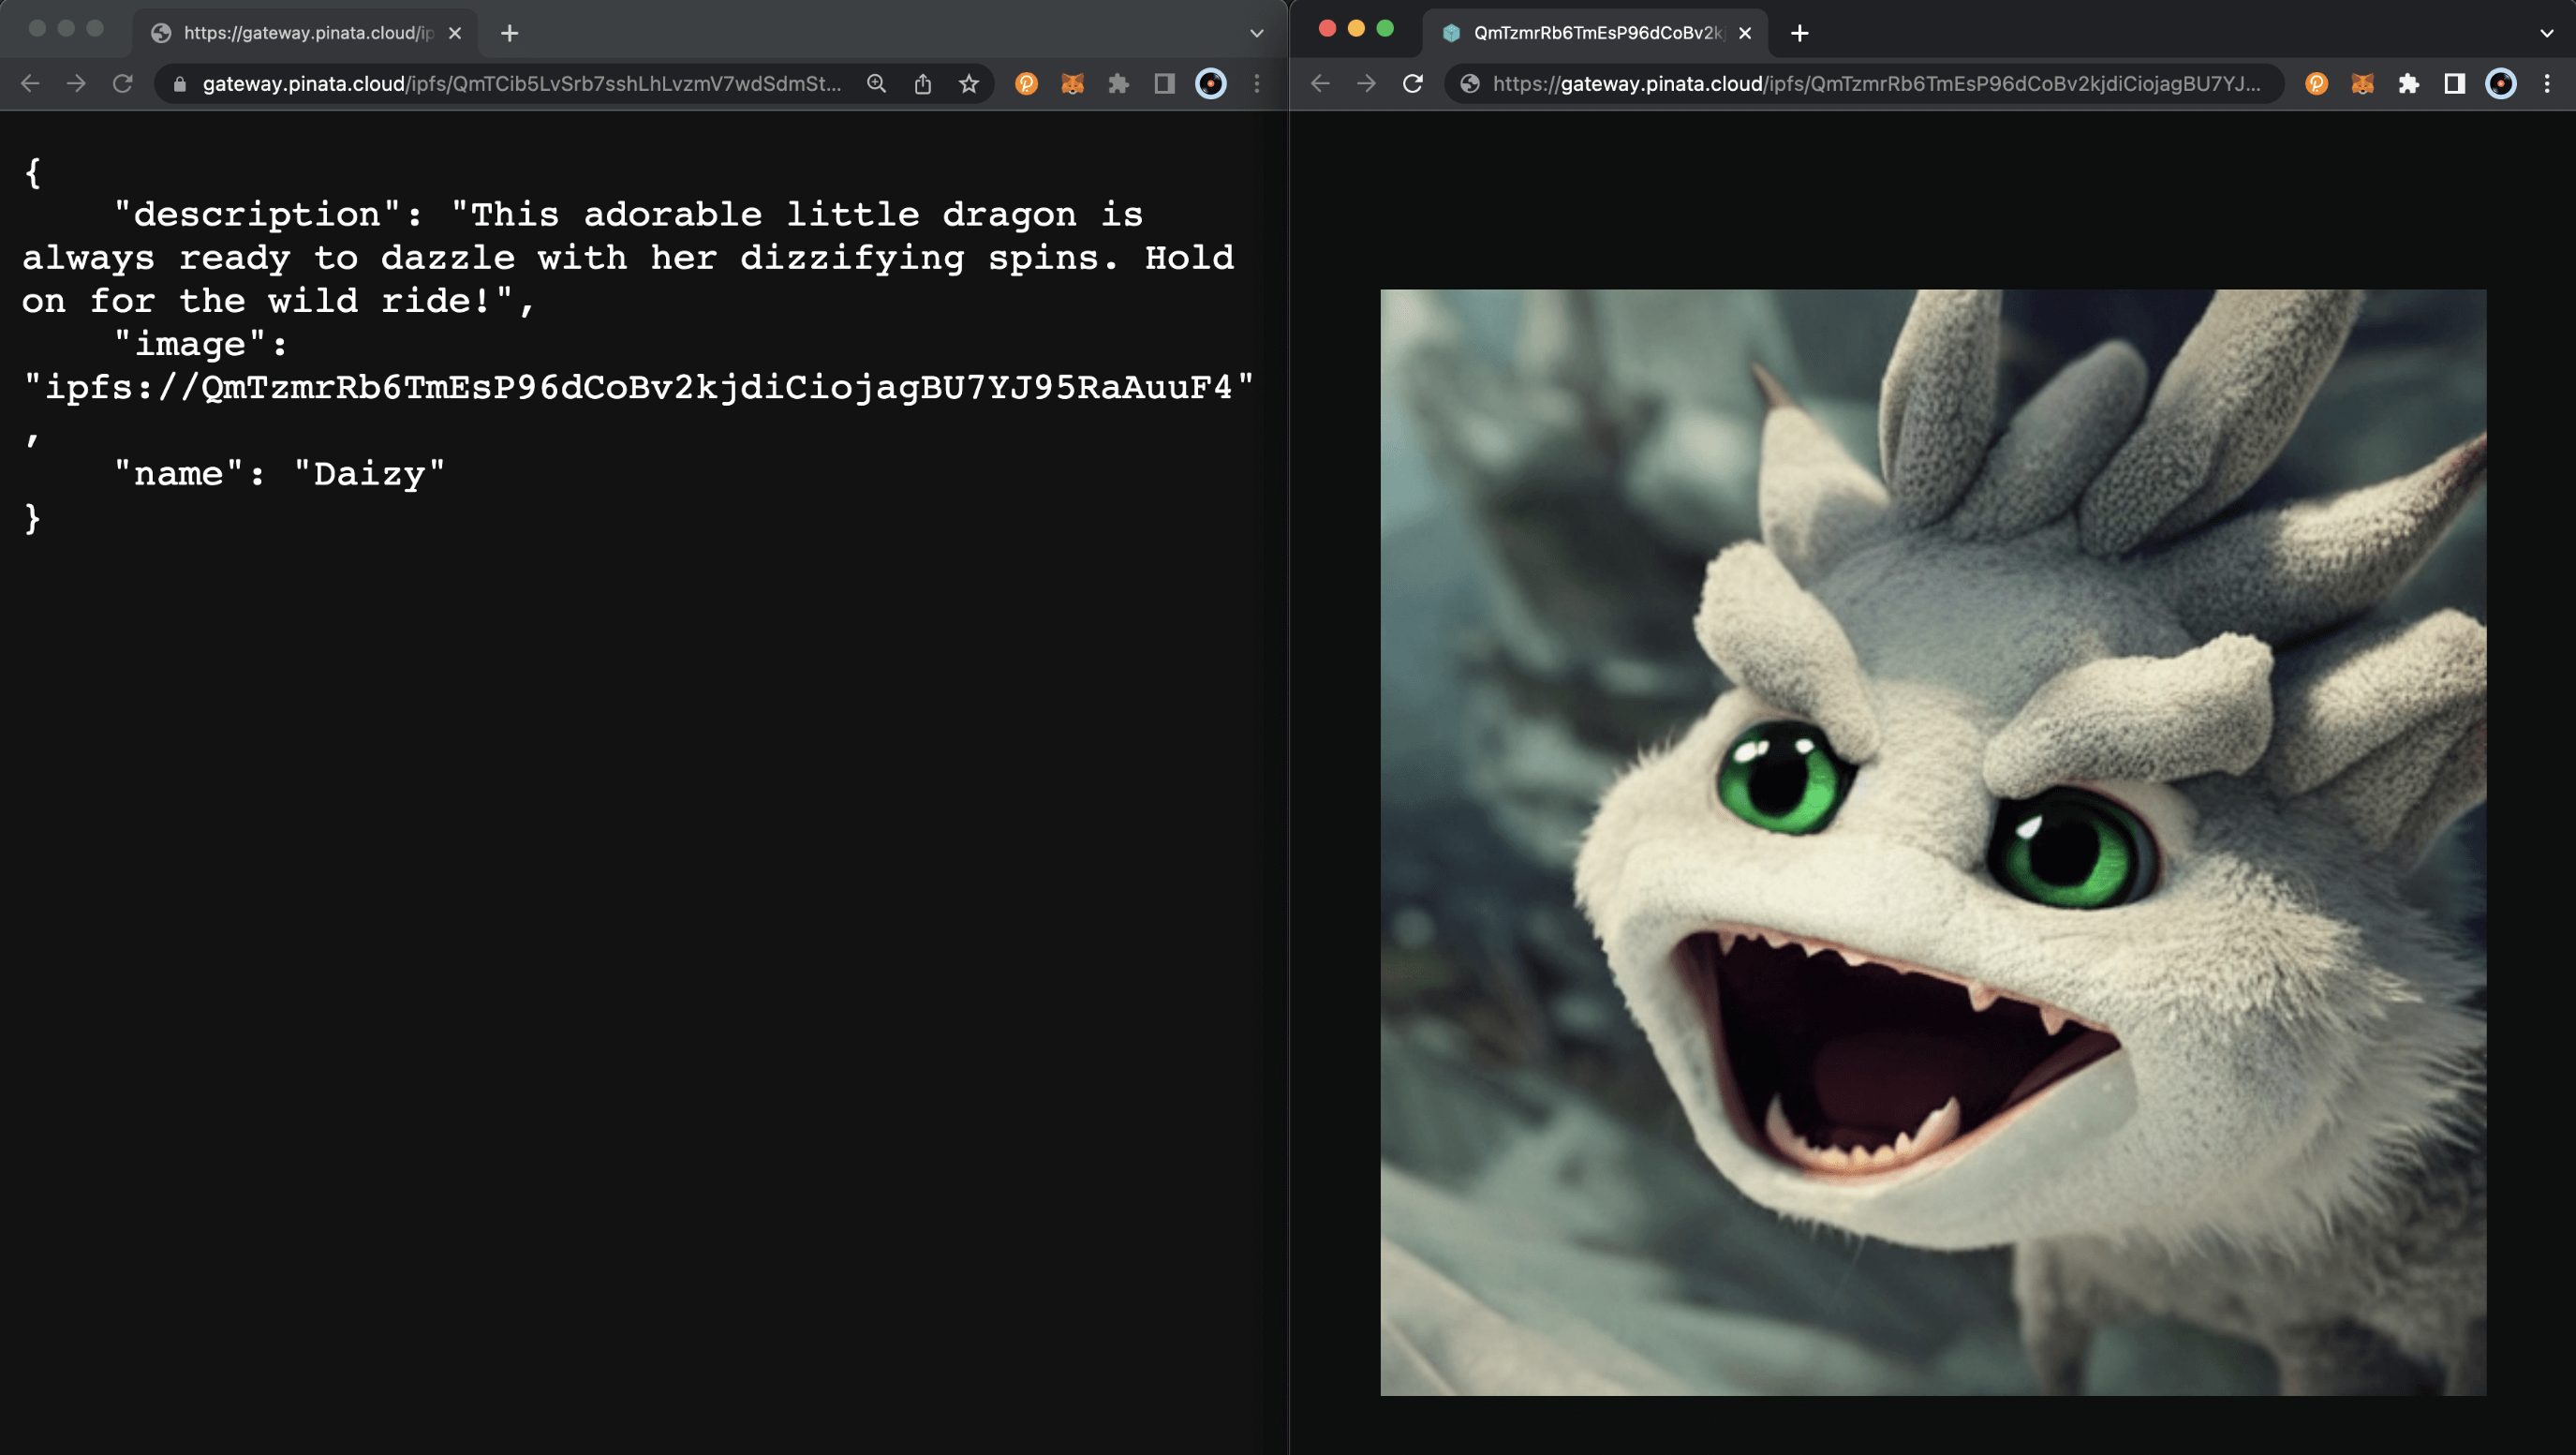 https://gateway.pinata.cloud/ip
gateway.pinata.cloud/ipfs/QmTCib5LvSrb7sshLhLvzmV7wdSdmSt...
{
"description": "This adorable little dragon is
always ready to dazzle with her dizzifying spins. Hold
on for the wild ride!",
"image":
"ipfs://QmTzmrRb6TmEsP96dCoBv2kjdiCiojagBU7YJ95RaAuuF4"
,
"name": "Daizy"
}
QmTzmrRb6TmEsP96dCoBv2kj
https://gateway.pinata.cloud/ipfs/QmTzmrRb6TmEsP96dCoBv2kjdiCiojagBU7YJ...